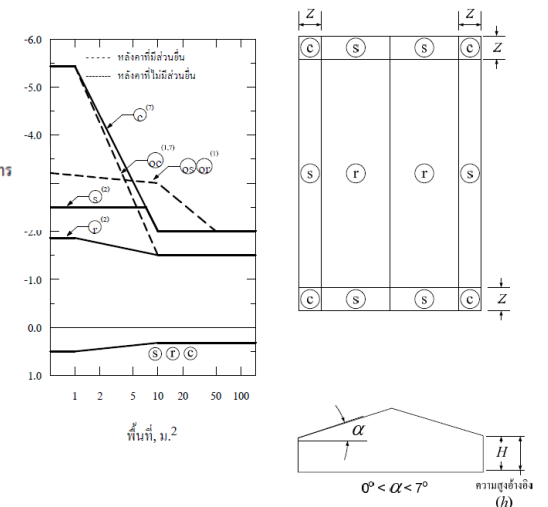 -6.0
-5.0
-4.0
-2.0
-1.0
0.0
1.0
หลังคาที่มีส่วนยื่น
หลังคาที่ไม่มีส่วนยื่น
c (7)
oc (1,7)
os or (1)
s (2)
r (2)
s r c
1 2 5 10 20 50 100
พื้นที่, ม.2
าร
Z Z
c s s c Z
s r r s
c s s c Z
α
H
0° < α < 7°
ความสูงอ้างอิง
(h)